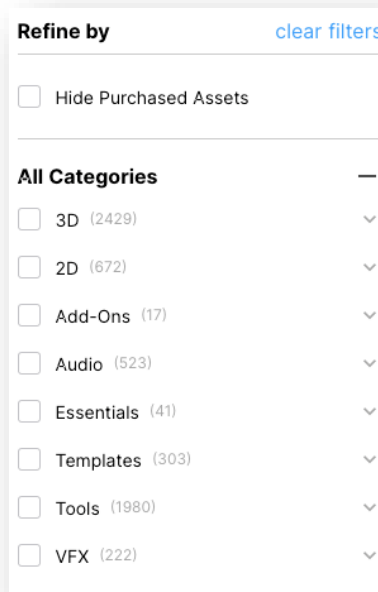 Refine by clear filters
Hide Purchased Assets
All Categories
3D (2429)
2D (672)
Add-Ons (17)
Audio (523)
Essentials (41)
Templates (303)
Tools (1980)
VFX (222)